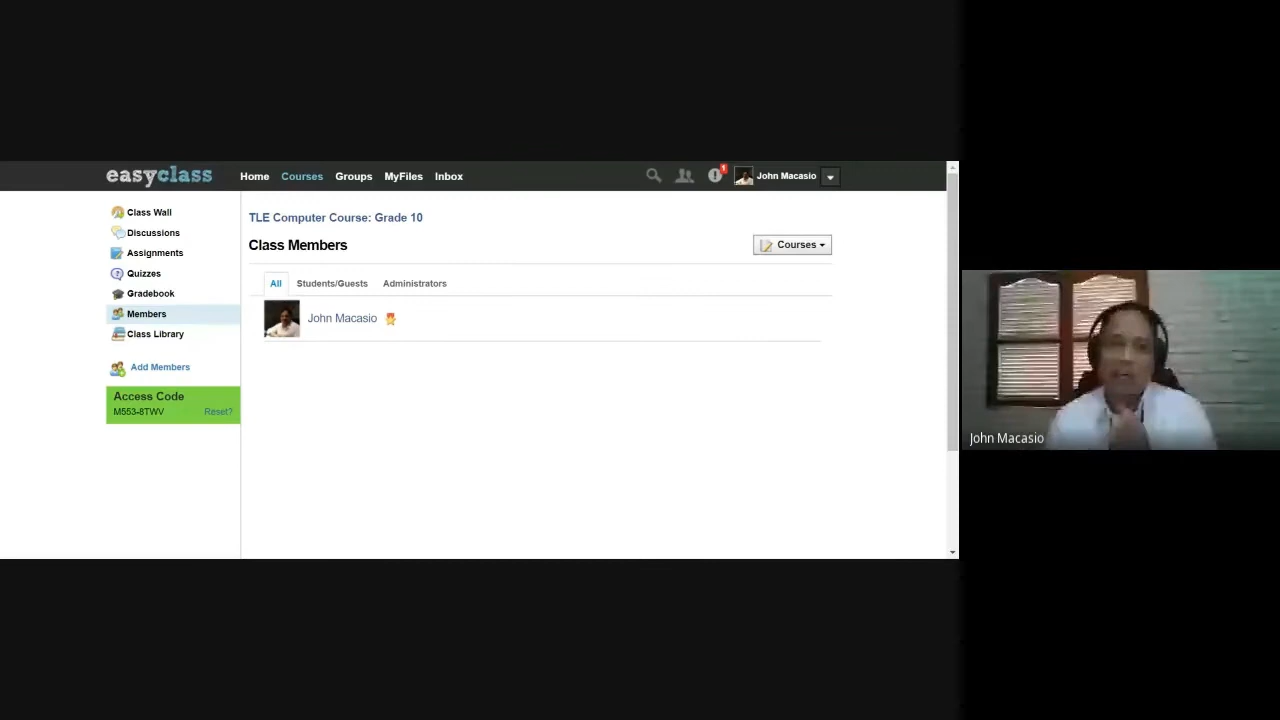 easyclass Home Courses Groups MyFiles Inbox 1 John Macasio
Class Wall
Discussions
Assignments
Quizzes
Gradebook
Members
Class Library
Add Members
Access Code
M553-8TWV Reset?
TLE Computer Course: Grade 10
Class Members Courses
All Students/Guests Administrators
John Macasio
John Macasio